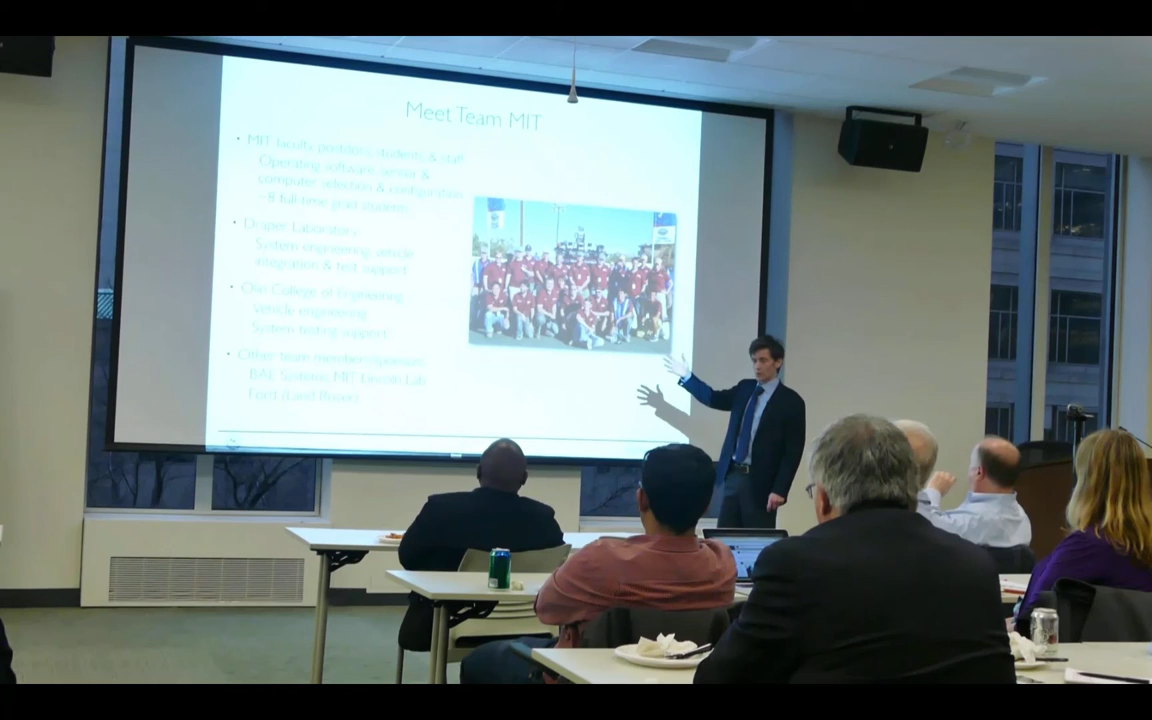 Meet Team MIT
• MIT faculty, postdocs, students & staff
Operating software, sensor &
computer selection & configuration
~8 full-time grad students
• Draper Laboratory
System engineering, vehicle
integration & test support
• Olin College of Engineering
vehicle engineering
System testing support
• Other team member
BAE Systems, MIT Lincoln Lab
Ford (Land Rover)